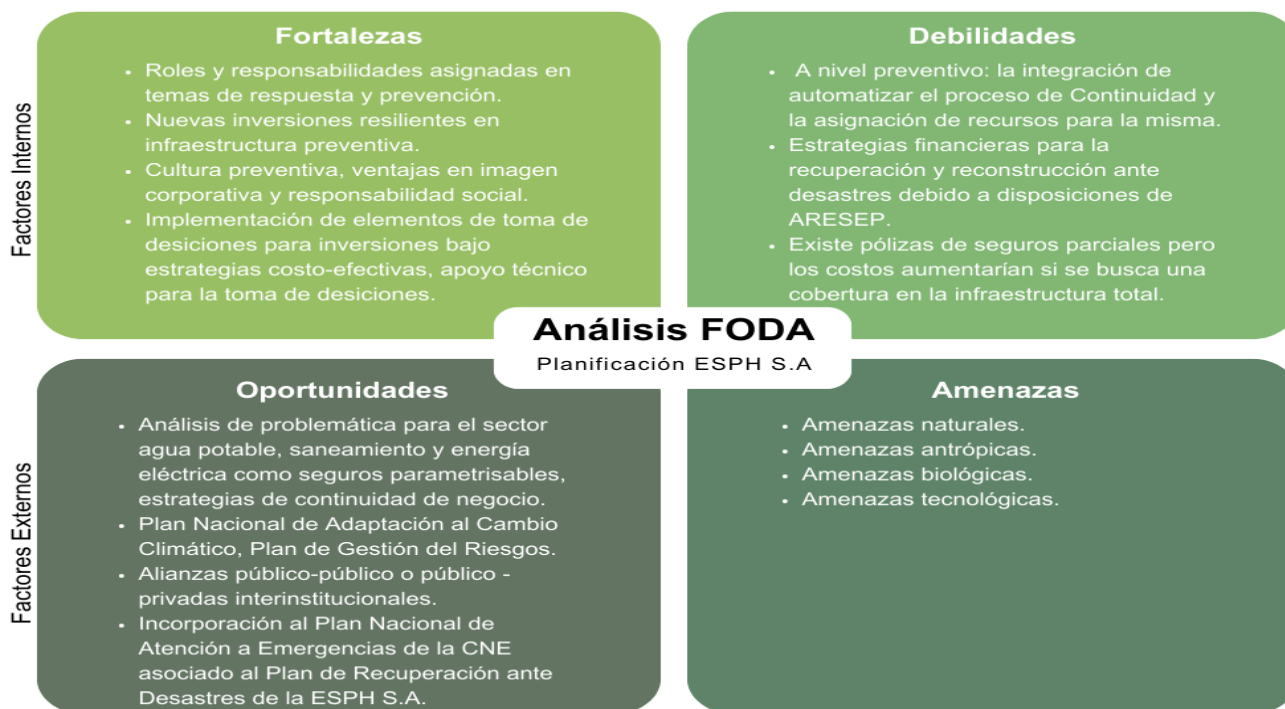 Factores Internos
Fortalezas
• Roles y responsabilidades asignadas en
temas de respuesta y prevención.
• Nuevas inversiones resilientes en
infraestructura preventiva.
• Cultura preventiva, ventajas en imagen
corporativa y responsabilidad social.
• Implementación de elementos de toma de
desiciones para inversiones bajo
estrategias costo-efectivas, apoyo técnico
para la toma de desiciones.
Debilidades
• A nivel preventivo: la integración de
automatizar el proceso de Continuidad y
la asignación de recursos para la misma.
• Estrategias financieras para la
recuperación y reconstrucción ante
desastres debido a disposiciones de
ARESEP.
• Existe pólizas de seguros parciales pero
los costos aumentarían si se busca una
cobertura en la infraestructura total.
Análisis FODA
Planificación ESPH S.A
Factores Externos
Oportunidades
• Análisis de problemática para el sector
agua potable, saneamiento y energía
eléctrica como seguros parametrisables,
estrategias de continuidad de negocio.
• Plan Nacional de Adaptación al Cambio
Climático, Plan de Gestión del Riesgos.
• Alianzas público-público o público -
privadas interinstitucionales.
• Incorporación al Plan Nacional de
Atención a Emergencias de la CNE
asociado al Plan de Recuperación ante
Desastres de la ESPH S.A.
Amenazas
• Amenazas naturales.
• Amenazas antrópicas.
• Amenazas biológicas.
• Amenazas tecnológicas.